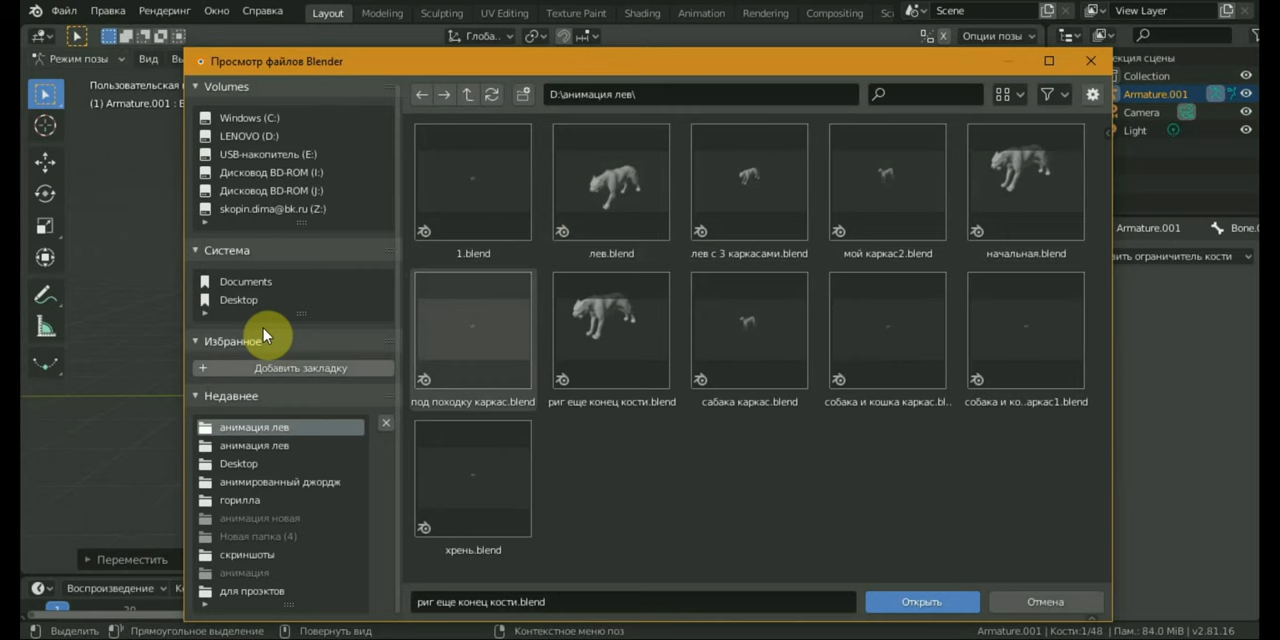 Файл Правка Рендеринг Окно Справка Layout Modeling Sculpting UV Editing Texture Paint Shading Animation Rendering Compositing Scene View Layer
Глоба.. X Опции позы
Режим позы Вид
Просмотр файлов Blender
Пользовательская
(1) Armature.001 :
екция сцены
Collection
Armature.001
Camera
Light
Armature.001 Bone.
ить ограничитель кости
Volumes
Windows (C:)
LENOVO (D:)
USB-накопитель (E:)
Дисковод BD-ROM (I:)
Дисковод BD-ROM (J:)
skopin.dima@bk.ru (Z:)
Система
Documents
Desktop
Избранное
Добавить закладку
Недавнее
анимация лев
анимация лев
Desktop
анимированный джордж
горилла
анимация новая
Новая папка (4)
скриншоты
анимация
для проэктов
D:\анимация лев\
1.blend лев.blend лев с 3 каркасами.blend мой каркас2.blend начальная.blend
под походку каркас.blend риг еще конец кости.blend сабака каркас.blend собака и кошка каркас.bl.. собака и ко..аркас1.blend
хрень.blend
риг еще конец кости.blend Открыть Отмена
Переместить
Воспроизведение
Выделить Прямоугольное выделение Повернуть вид Контекстное меню поз Armature.001 | Кости:1/48 | Пам.: 84.0 MiB | v2.81.16